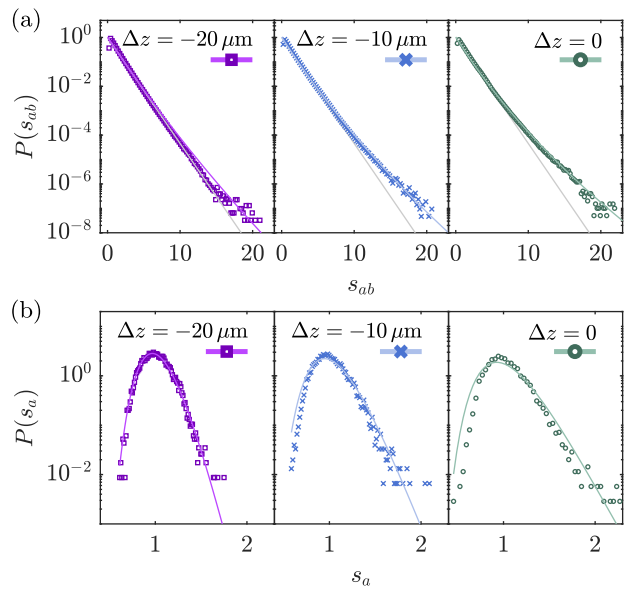 (a)
Δz = −20 μm
Δz = −10 μm
Δz = 0
P(s_ab)
10^0
10^−2
10^−4
10^−6
10^−8
0 10 20 0 10 20 0 10 20
s_ab
(b)
Δz = −20 μm
Δz = −10 μm
Δz = 0
P(s_a)
10^0
10^−2
1 2 1 2 1 2
s_a